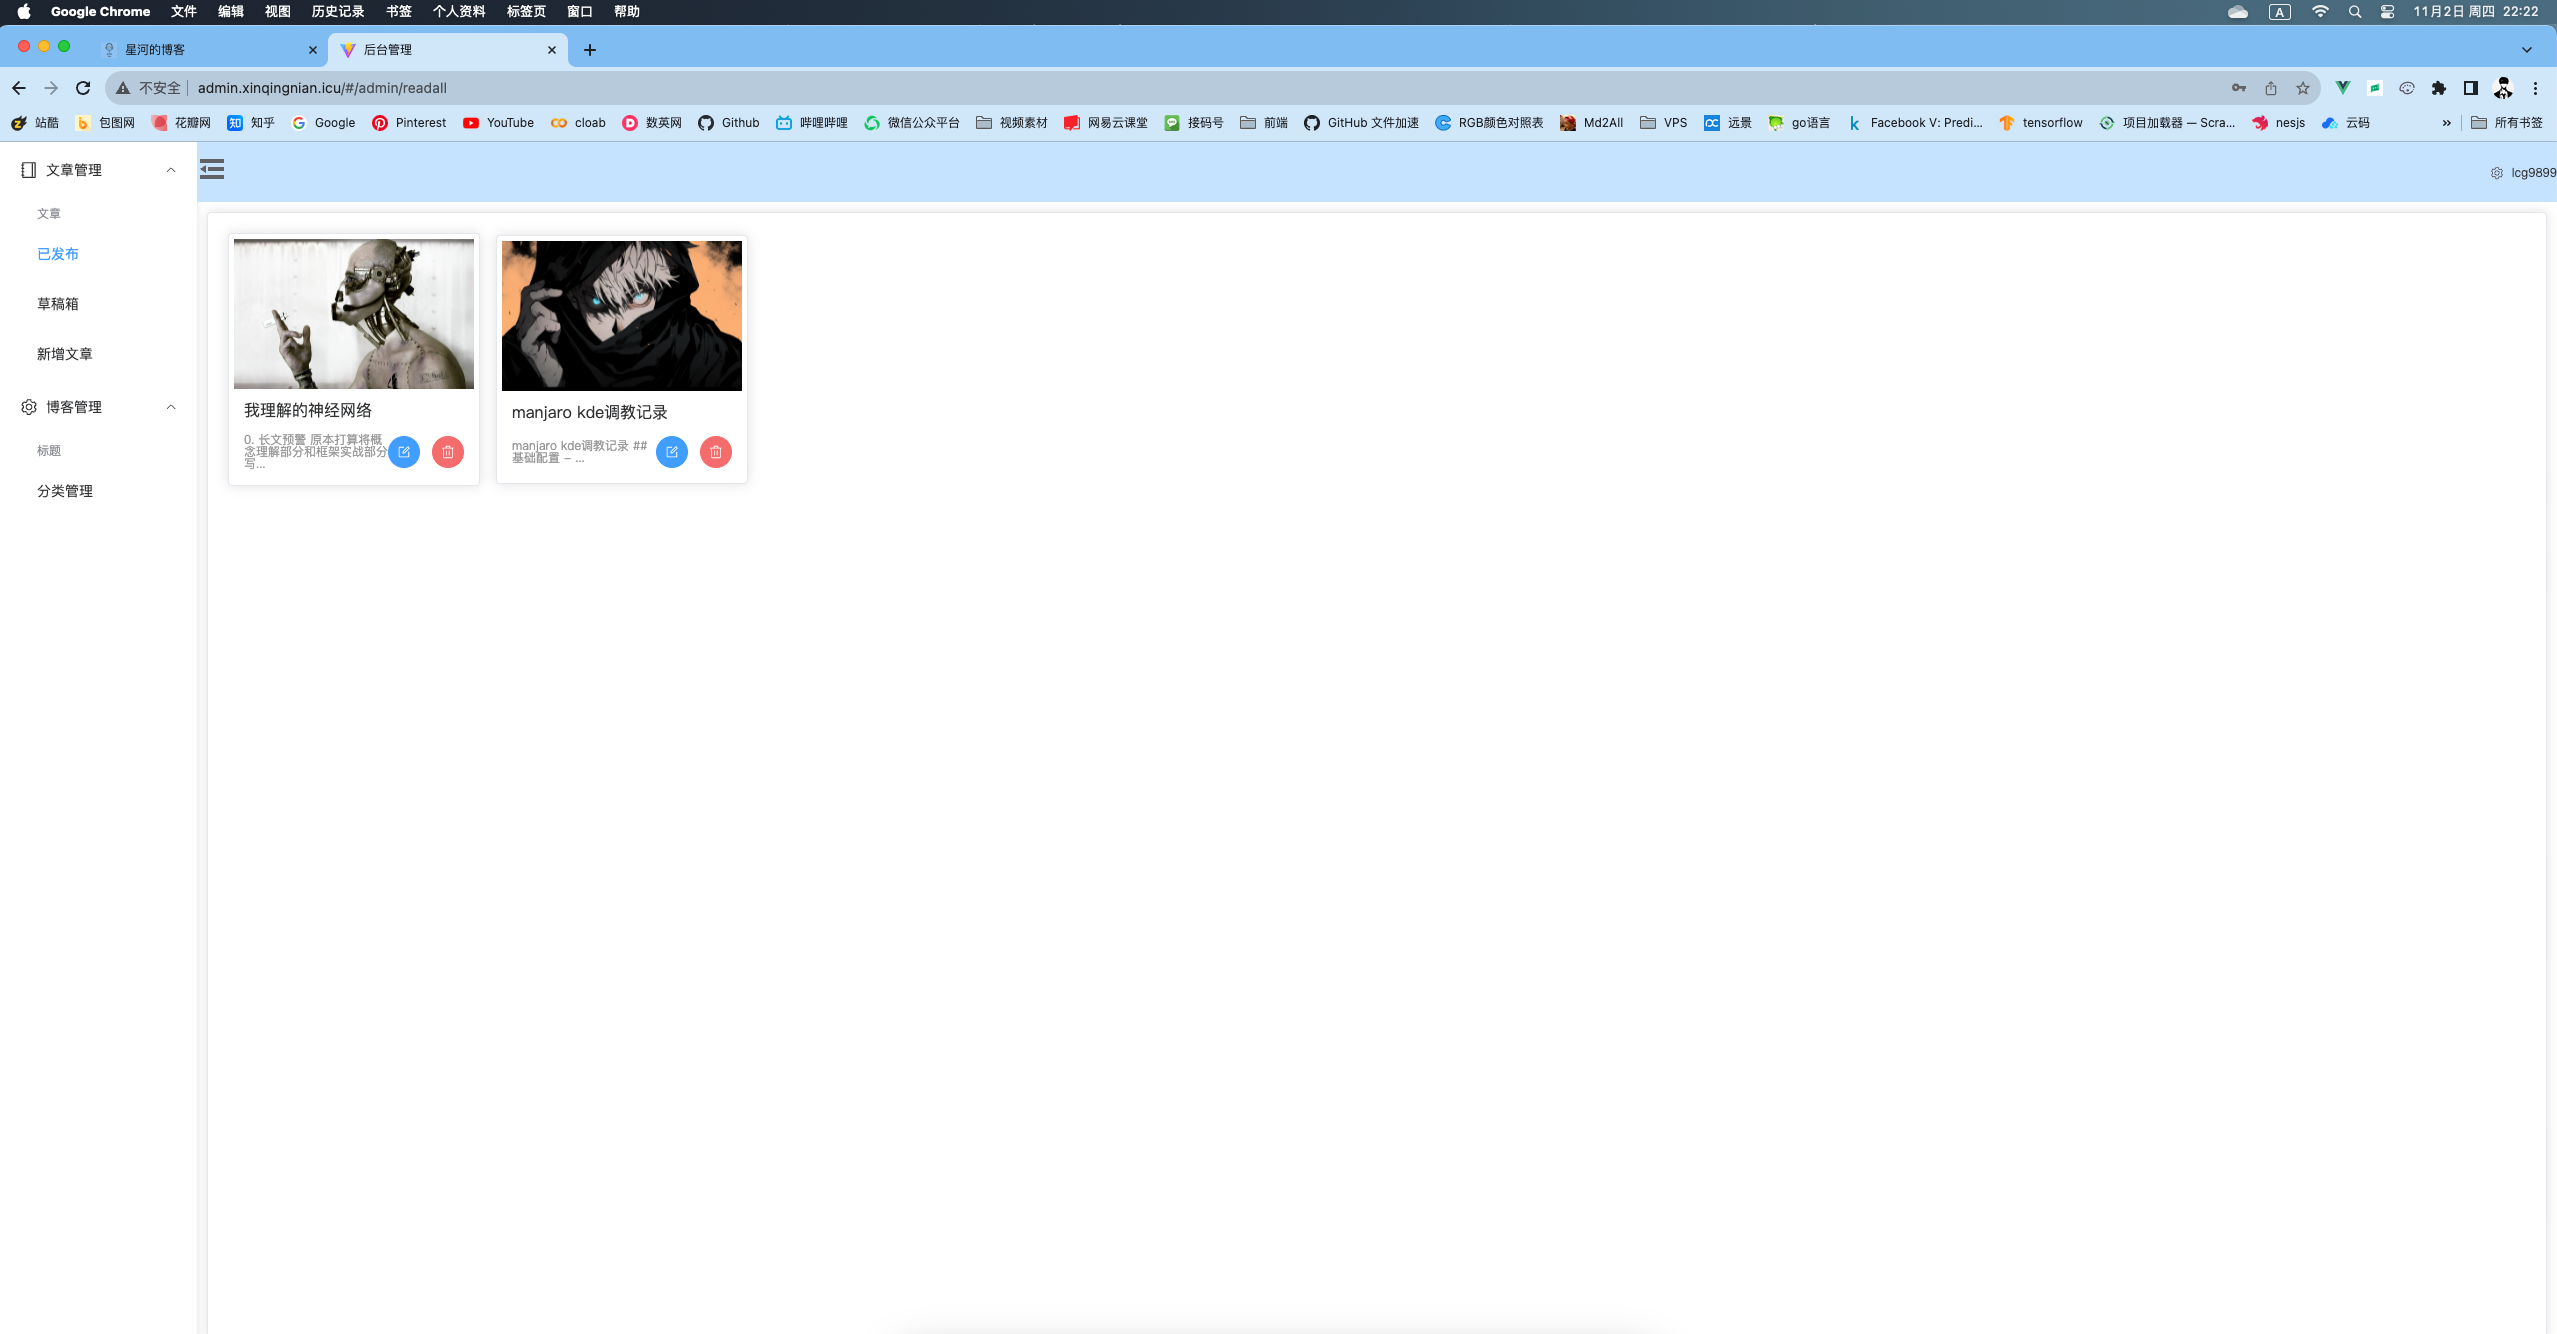 Google Chrome 文件 编辑 视图 历史记录 书签 个人资料 标签页 窗口 帮助 A 11月2日 周四 22:22
星河的博客 后台管理
不安全 admin.xinqingnian.icu/#/admin/readall
站酷 包图网 花瓣网 知乎 Google Pinterest YouTube cloab 数英网 Github 哔哩哔哩 微信公众平台 视频素材 网易云课堂 接码号 前端 GitHub 文件加速 RGB颜色对照表 Md2All VPS 远景 go语言 Facebook V: Predi... tensorflow 项目加载器 — Scra... nesjs 云码 » 所有书签
文章管理
lcg9899
文章
已发布
草稿箱
新增文章
博客管理
标题
分类管理
我理解的神经网络
0. 长文预警 原本打算将概
念理解部分和框架实战部分
写...
manjaro kde调教记录
manjaro kde调教记录 ##
基础配置 – ...